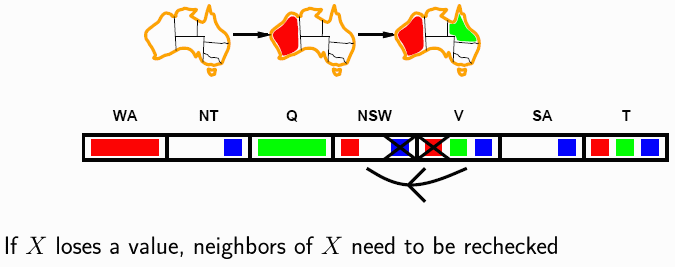 WA NT Q NSW V SA T
If X loses a value, neighbors of X need to be rechecked